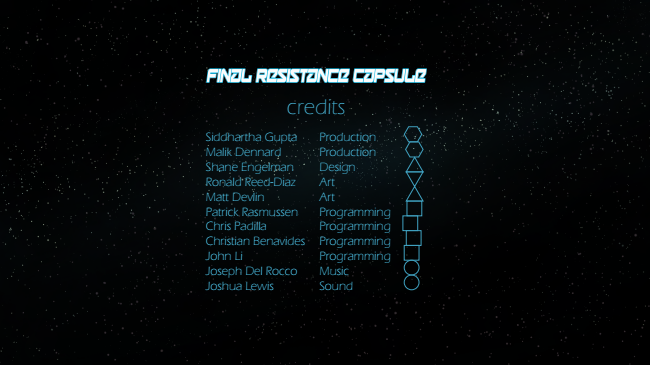 FINAL RESISTANCE CAPSULE
credits
Siddhartha Gupta Production
Malik Dennard Production
Shane Engelman Design
Ronald Reed-Diaz Art
Matt Devlin Art
Patrick Rasmussen Programming
Chris Padilla Programming
Christian Benavides Programming
John Li Programming
Joseph Del Rocco Music
Joshua Lewis Sound